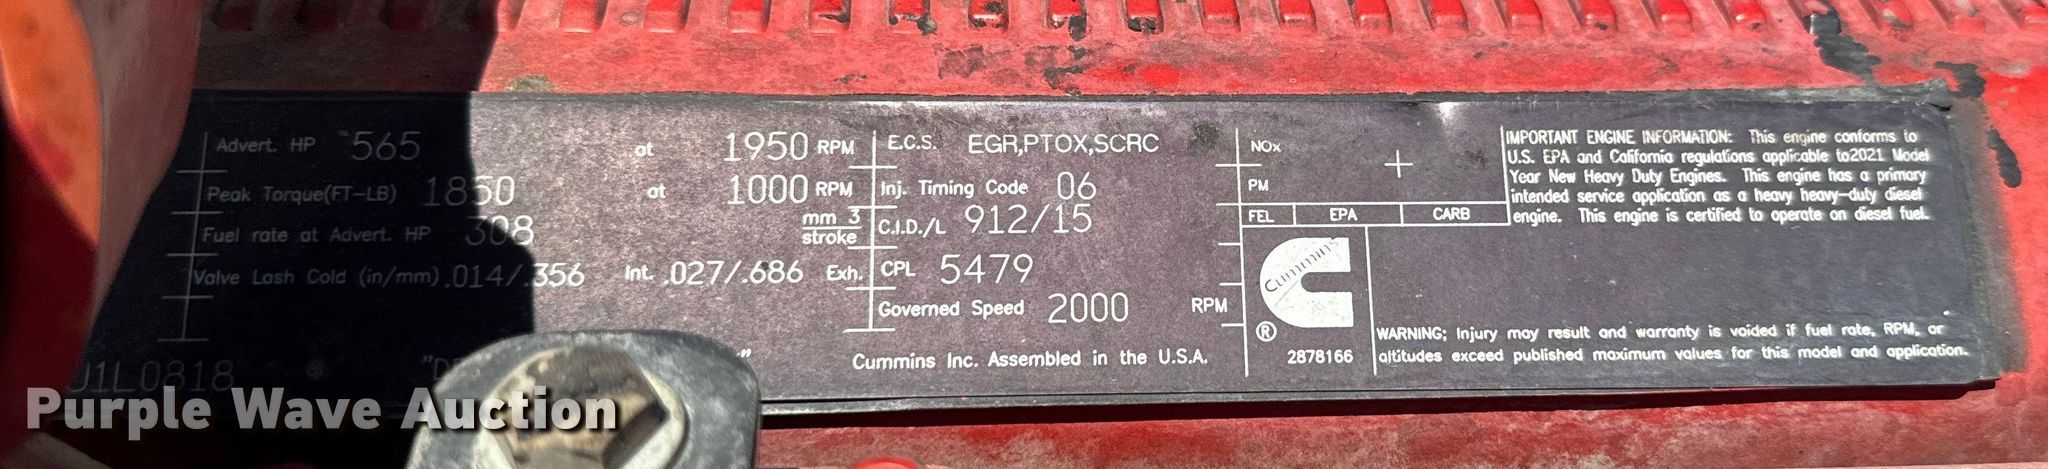 Advert. HP 565 at 1950 RPM
Peak Torque(FT-LB) 1850 at 1000 RPM
Fuel rate at Advert. HP 308 mm 3 stroke
Valve Lash Cold (in/mm) .014/.356 Int. .027/.686 Exh.
J1L0818
E.C.S. EGR,PTOX,SCRC
Inj. Timing Code 06
C.I.D./L 912/15
CPL 5479
Governed Speed 2000 RPM
Cummins Inc. Assembled in the U.S.A.
NOx
PM
FEL EPA CARB
Cummins
®
2878166
IMPORTANT ENGINE INFORMATION: This engine conforms to
U.S. EPA and California regulations applicable to2021 Model
Year New Heavy Duty Engines. This engine has a primary
intended service application as a heavy heavy-duty diesel
engine. This engine is certified to operate on diesel fuel.
WARNING; Injury may result and warranty is voided if fuel rate, RPM, or
altitudes exceed published maximum values for this model and application.
Purple Wave Auction